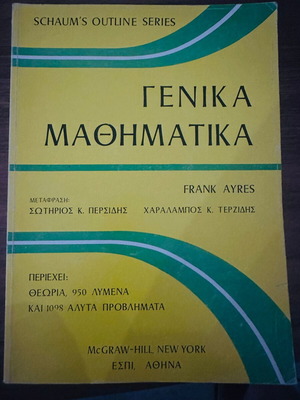 SCHAUM'S OUTLINE SERIES
ΓΕΝΙΚΑ
ΜΑΘΗΜΑΤΙΚΑ
FRANK AYRES
ΜΕΤΑΦΡΑΣΗ:
ΣΩΤΗΡΙΟΣ Κ. ΠΕΡΣΙΔΗΣ ΧΑΡΑΛΑΜΠΟΣ Κ. ΤΕΡΖΙΔΗΣ
ΠΕΡΙΕΧΕΙ:
ΘΕΩΡΙΑ, 950 ΛΥΜΕΝΑ
ΚΑΙ 1098 ΑΛΥΤΑ ΠΡΟΒΛΗΜΑΤΑ
McGRAW-HILL, NEW YORK
ΕΣΠΙ, ΑΘΗΝΑ